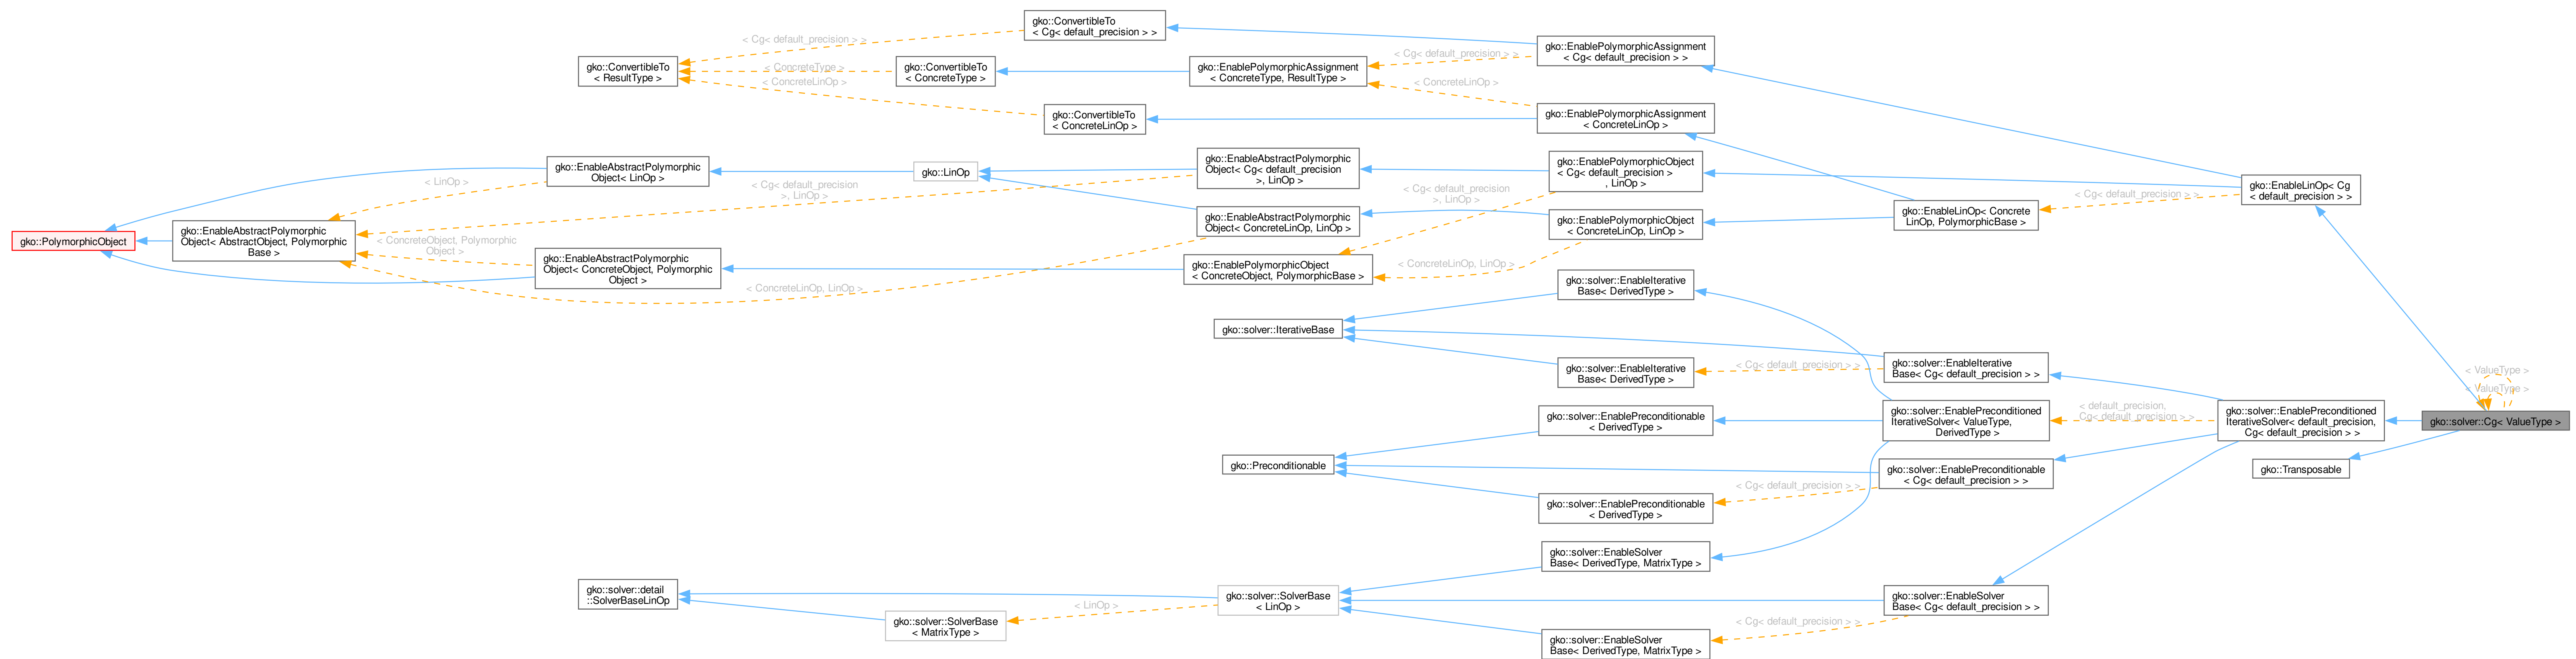 gko::ConvertibleTo
< Cg< default_precision > >
< Cg< default_precision > >
gko::EnablePolymorphicAssignment
< Cg< default_precision > >
gko::ConvertibleTo
< ResultType >
< ConcreteType >
gko::ConvertibleTo
< ConcreteType >
gko::EnablePolymorphicAssignment
< ConcreteType, ResultType >
< Cg< default_precision > >
< ConcreteLinOp >
< ConcreteLinOp >
gko::ConvertibleTo
< ConcreteLinOp >
gko::EnablePolymorphicAssignment
< ConcreteLinOp >
gko::EnableAbstractPolymorphic
Object< LinOp >
gko::LinOp
gko::EnableAbstractPolymorphic
Object< Cg< default_precision
>, LinOp >
gko::EnablePolymorphicObject
< Cg< default_precision >
, LinOp >
gko::EnableLinOp< Cg
< default_precision > >
< LinOp >
< Cg< default_precision
>, LinOp >
< Cg< default_precision
>, LinOp >
< Cg< default_precision > >
gko::EnableAbstractPolymorphic
Object< ConcreteLinOp, LinOp >
gko::EnablePolymorphicObject
< ConcreteLinOp, LinOp >
gko::EnableLinOp< Concrete
LinOp, PolymorphicBase >
gko::PolymorphicObject
gko::EnableAbstractPolymorphic
Object< AbstractObject, Polymorphic
Base >
< ConcreteObject, Polymorphic
Object >
gko::EnableAbstractPolymorphic
Object< ConcreteObject, Polymorphic
Object >
< ConcreteLinOp, LinOp >
gko::EnablePolymorphicObject
< ConcreteObject, PolymorphicBase >
< ConcreteLinOp, LinOp >
gko::solver::EnableIterative
Base< DerivedType >
gko::solver::IterativeBase
gko::solver::EnableIterative
Base< DerivedType >
< Cg< default_precision > >
gko::solver::EnableIterative
Base< Cg< default_precision > >
< ValueType >
< ValueType >
gko::solver::EnablePreconditionable
< DerivedType >
gko::solver::EnablePreconditioned
IterativeSolver< ValueType,
DerivedType >
< default_precision,
Cg< default_precision > >
gko::solver::EnablePreconditioned
IterativeSolver< default_precision,
Cg< default_precision > >
gko::solver::Cg< ValueType >
gko::Preconditionable
gko::solver::EnablePreconditionable
< Cg< default_precision > >
gko::Transposable
< Cg< default_precision > >
gko::solver::EnablePreconditionable
< DerivedType >
gko::solver::EnableSolver
Base< DerivedType, MatrixType >
gko::solver::detail
::SolverBaseLinOp
gko::solver::SolverBase
< LinOp >
gko::solver::EnableSolver
Base< Cg< default_precision > >
< LinOp >
gko::solver::SolverBase
< MatrixType >
< Cg< default_precision > >
gko::solver::EnableSolver
Base< DerivedType, MatrixType >